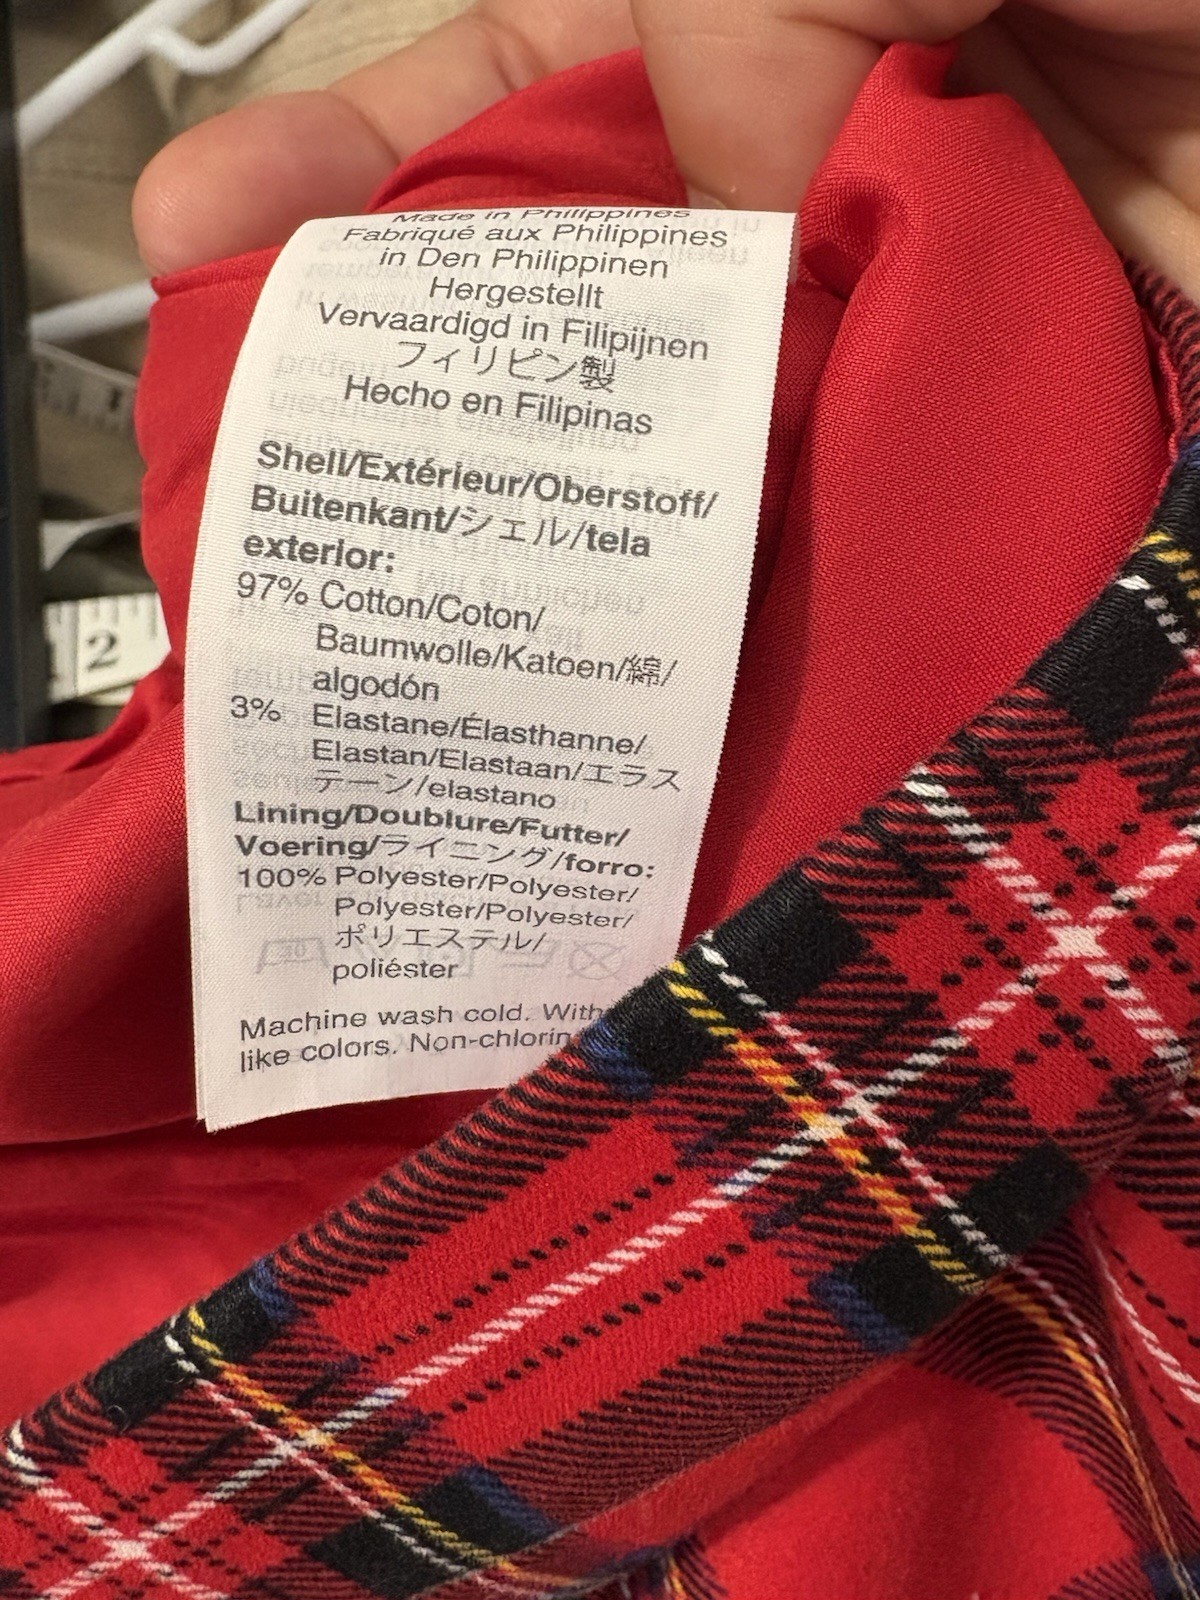 Made in Philippines
Fabriqué aux Philippines
in Den Philippinen
Hergestellt
Vervaardigd in Filipijnen
フィリピン製
Hecho en Filipinas
Shell/Extérieur/Oberstoff/
Buitenkant/シェル/tela
exterior:
97% Cotton/Coton/
Baumwolle/Katoen/綿/
algodón
3% Elastane/Élasthanne/
Elastan/Elastaan/エラス
テーン/elastano
Lining/Doublure/Futter/
Voering/ライニング/forro:
100% Polyester/Polyester/
Polyester/Polyester/
ポリエステル/
poliéster
Machine wash cold. With
like colors. Non-chlorin
2